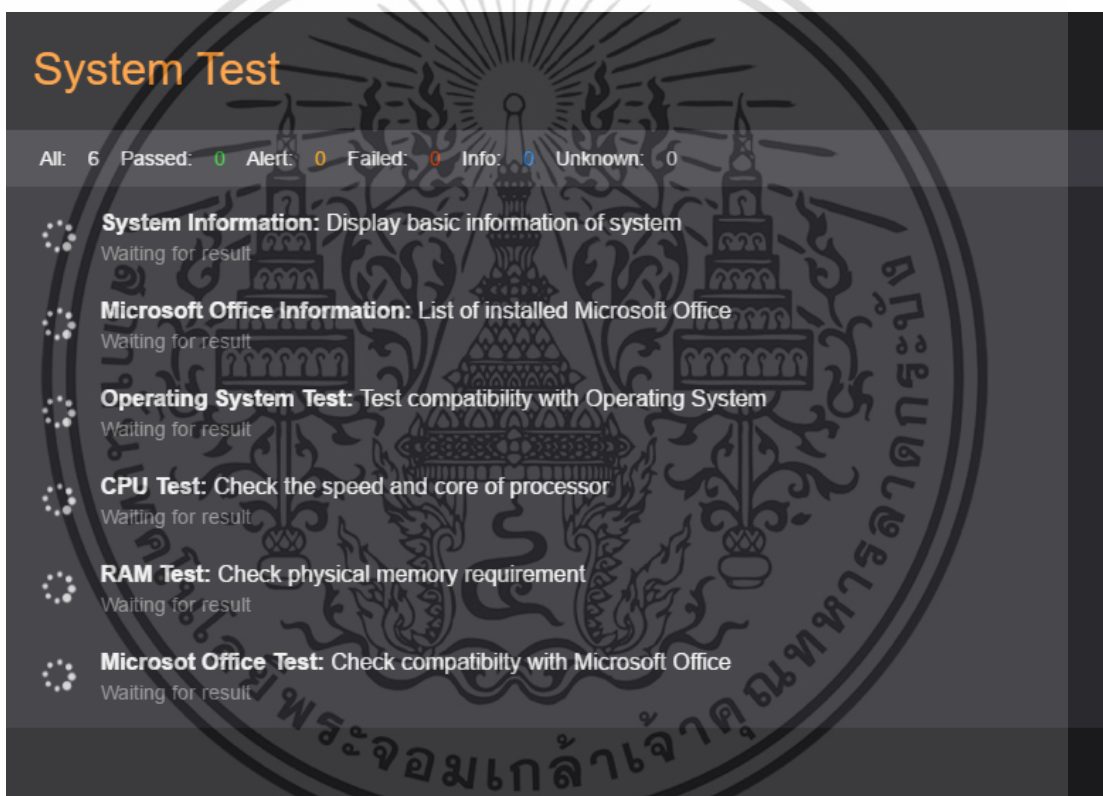 System Test
All: 6 Passed: 0 Alert: 0 Failed: 0 Info: 0 Unknown: 0
System Information: Display basic information of system
Waiting for result
Microsoft Office Information: List of installed Microsoft Office
Waiting for result
Operating System Test: Test compatibility with Operating System
Waiting for result
CPU Test: Check the speed and core of processor
Waiting for result
RAM Test: Check physical memory requirement
Waiting for result
Microsot Office Test: Check compatibilty with Microsoft Office
Waiting for result
พระจอมเกล้าเจ้าคุณทหารลาดกระบัง